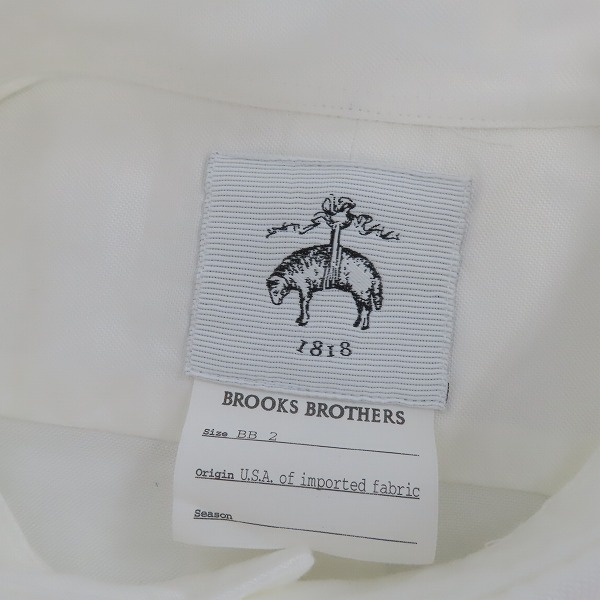 1818
BROOKS BROTHERS
Size BB 2
Origin U.S.A. of imported fabric
Season